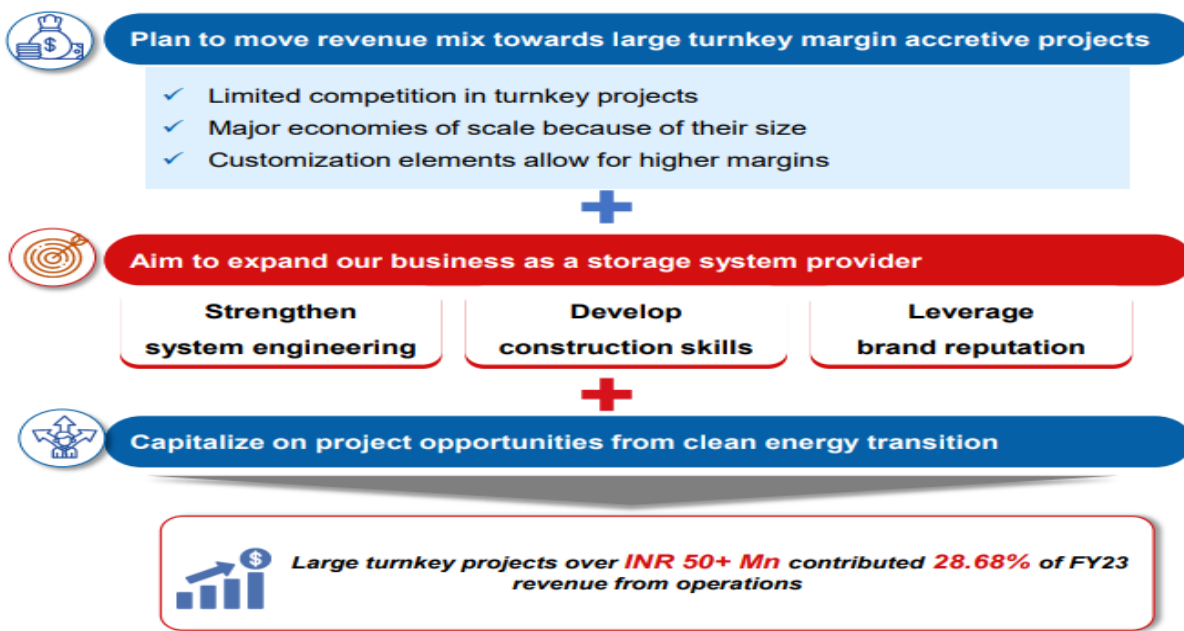 Plan to move revenue mix towards large turnkey margin accretive projects
✓ Limited competition in turnkey projects
✓ Major economies of scale because of their size
✓ Customization elements allow for higher margins
Aim to expand our business as a storage system provider
Strengthen
system engineering
Develop
construction skills
Leverage
brand reputation
Capitalize on project opportunities from clean energy transition
Large turnkey projects over INR 50+ Mn contributed 28.68% of FY23
revenue from operations